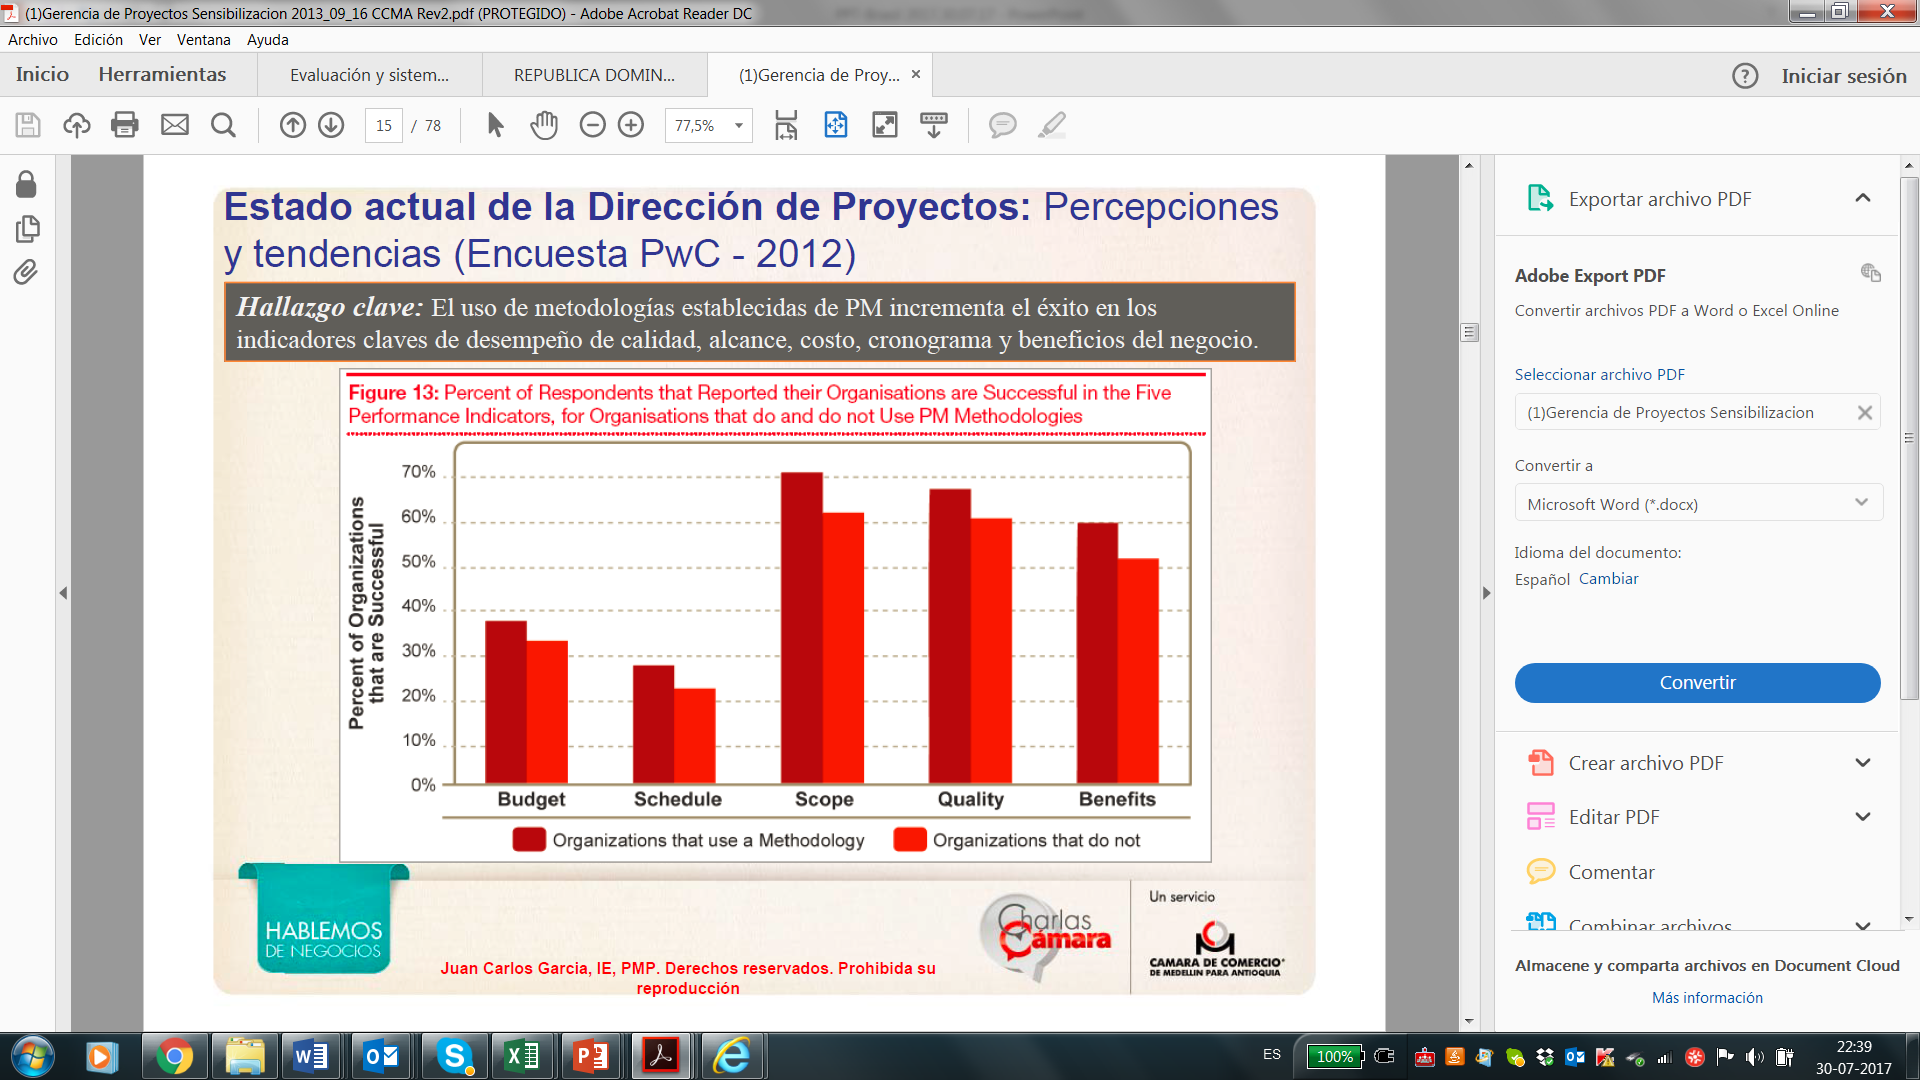 (1)Gerencia de Proyectos Sensibilizacion 2013_09_16 CCMA Rev2.pdf (PROTEGIDO) - Adobe Acrobat Reader DC
Archivo Edición Ver Ventana Ayuda
Inicio Herramientas Evaluación y sistem... REPUBLICA DOMIN... (1)Gerencia de Proy... × ? Iniciar sesión
15 / 78 77,5%
Estado actual de la Dirección de Proyectos: Percepciones
y tendencias (Encuesta PwC - 2012)
Hallazgo clave: El uso de metodologías establecidas de PM incrementa el éxito en los
indicadores claves de desempeño de calidad, alcance, costo, cronograma y beneficios del negocio.
Figure 13: Percent of Respondents that Reported their Organisations are Successful in the Five
Performance Indicators, for Organisations that do and do not Use PM Methodologies
Percent of Organizations
that are Successful
70%
60%
50%
40%
30%
20%
10%
0%
Budget Schedule Scope Quality Benefits
Organizations that use a Methodology Organizations that do not
HABLEMOS
DE NEGOCIOS
Juan Carlos Garcia, IE, PMP. Derechos reservados. Prohibida su
reproducción
Charlas
Cámara
Un servicio
CAMARA DE COMERCIO
DE MEDELLIN PARA ANTIOQUIA
Exportar archivo PDF
Adobe Export PDF
Convertir archivos PDF a Word o Excel Online
Seleccionar archivo PDF
(1)Gerencia de Proyectos Sensibilizacion
Convertir a
Microsoft Word (*.docx)
Idioma del documento:
Español Cambiar
Convertir
Crear archivo PDF
Editar PDF
Comentar
Combinar archivos
Almacene y comparta archivos en Document Cloud
Más información
ES 100% 22:39
30-07-2017